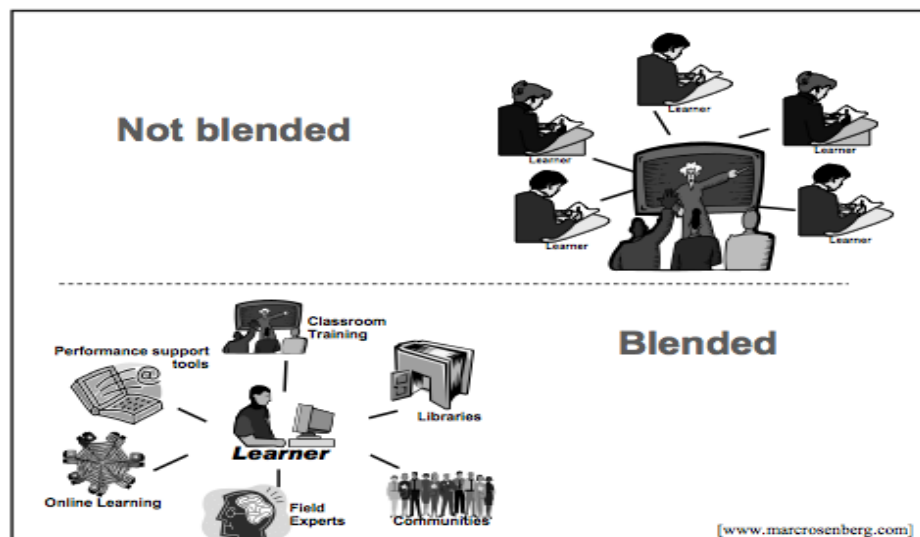 Not blended
Learner
Learner
Learner
Learner
Learner
Blended
Classroom
Training
Performance support
tools
Libraries
Learner
Online Learning
Field
Experts
'Communities'
[www.marcrosenberg.com]